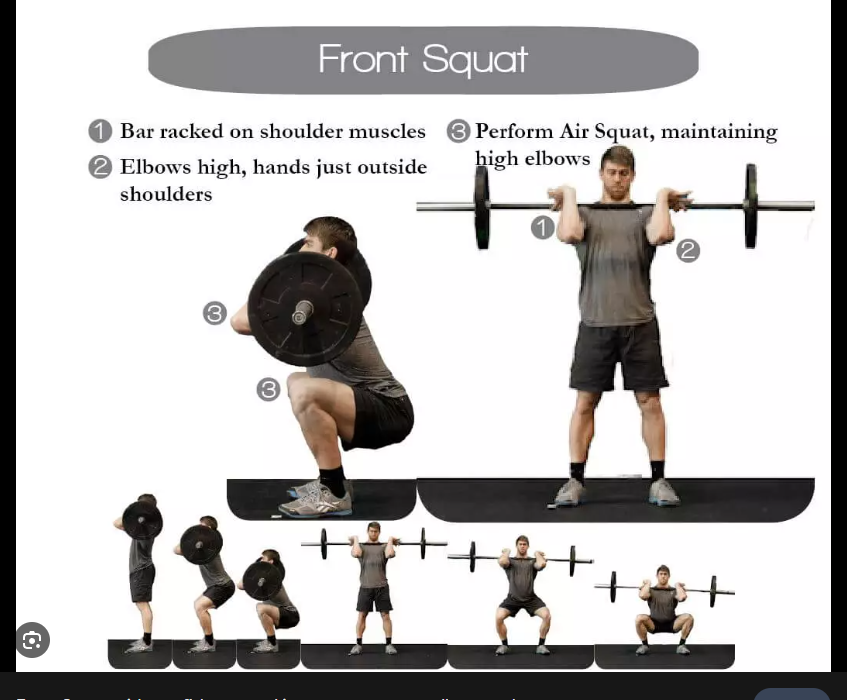 Front Squat
1 Bar racked on shoulder muscles
2 Elbows high, hands just outside
shoulders
3 Perform Air Squat, maintaining
high elbows
1
2
3
3